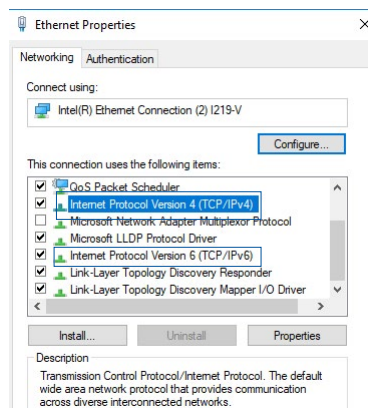 Ethernet Properties
Networking Authentication
Connect using:
Intel(R) Ethernet Connection (2) I219-V
Configure...
This connection uses the following items:
QoS Packet Scheduler
Internet Protocol Version 4 (TCP/IPv4)
Microsoft Network Adapter Multiplexor Protocol
Microsoft LLDP Protocol Driver
Internet Protocol Version 6 (TCP/IPv6)
Link-Layer Topology Discovery Responder
Link-Layer Topology Discovery Mapper I/O Driver
Install... Uninstall Properties
Description
Transmission Control Protocol/Internet Protocol. The default
wide area network protocol that provides communication
across diverse interconnected networks.